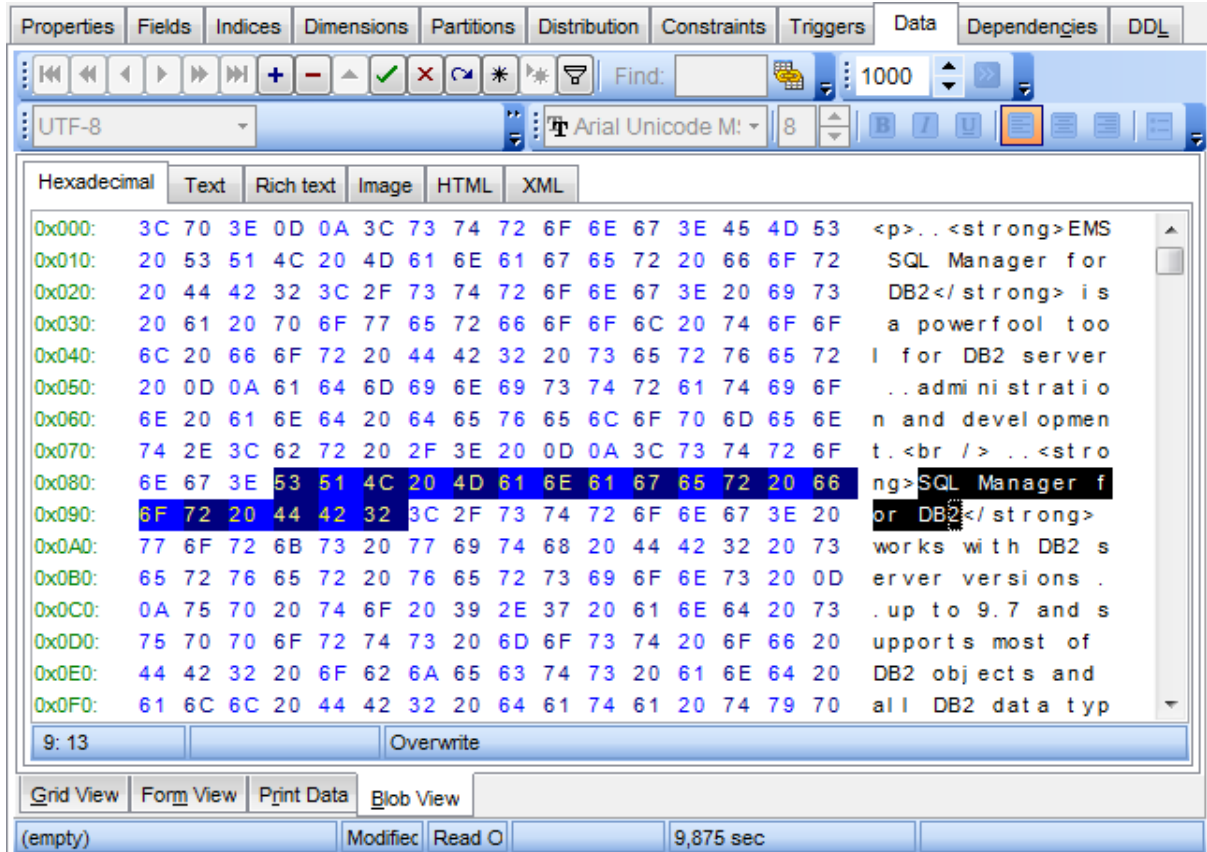 Properties Fields Indices Dimensions Partitions Distribution Constraints Triggers Data Dependencies DDL
Find: 1000
UTF-8 Arial Unicode M: 8 B I U
Hexadecimal Text Rich text Image HTML XML
0x000: 3C 70 3E 0D 0A 3C 73 74 72 6F 6E 67 3E 45 4D 53 <p>..<strong>EMS
0x010: 20 53 51 4C 20 4D 61 6E 61 67 65 72 20 66 6F 72 SQL Manager for
0x020: 20 44 42 32 3C 2F 73 74 72 6F 6E 67 3E 20 69 73 DB2</strong> is
0x030: 20 61 20 70 6F 77 65 72 66 6F 6F 6C 20 74 6F 6F a powerfool too
0x040: 6C 20 66 6F 72 20 44 42 32 20 73 65 72 76 65 72 l for DB2 server
0x050: 20 0D 0A 61 64 6D 69 6E 69 73 74 72 61 74 69 6F ..administratio
0x060: 6E 20 61 6E 64 20 64 65 76 65 6C 6F 70 6D 65 6E n and developmen
0x070: 74 2E 3C 62 72 20 2F 3E 20 0D 0A 3C 73 74 72 6F t.<br /> ..<stro
0x080: 6E 67 3E 53 51 4C 20 4D 61 6E 61 67 65 72 20 66 ng>SQL Manager f
0x090: 6F 72 20 44 42 32 3C 2F 73 74 72 6F 6E 67 3E 20 or DB2</strong>
0x0A0: 77 6F 72 6B 73 20 77 69 74 68 20 44 42 32 20 73 works with DB2 s
0x0B0: 65 72 76 65 72 20 76 65 72 73 69 6F 6E 73 20 0D erver versions .
0x0C0: 0A 75 70 20 74 6F 20 39 2E 37 20 61 6E 64 20 73 .up to 9.7 and s
0x0D0: 75 70 70 6F 72 74 73 20 6D 6F 73 74 20 6F 66 20 upports most of
0x0E0: 44 42 32 20 6F 62 6A 65 63 74 73 20 61 6E 64 20 DB2 objects and
0x0F0: 61 6C 6C 20 44 42 32 20 64 61 74 61 20 74 79 70 all DB2 data typ
9: 13 Overwrite
Grid View Form View Print Data Blob View
(empty) Modified Read O 9,875 sec